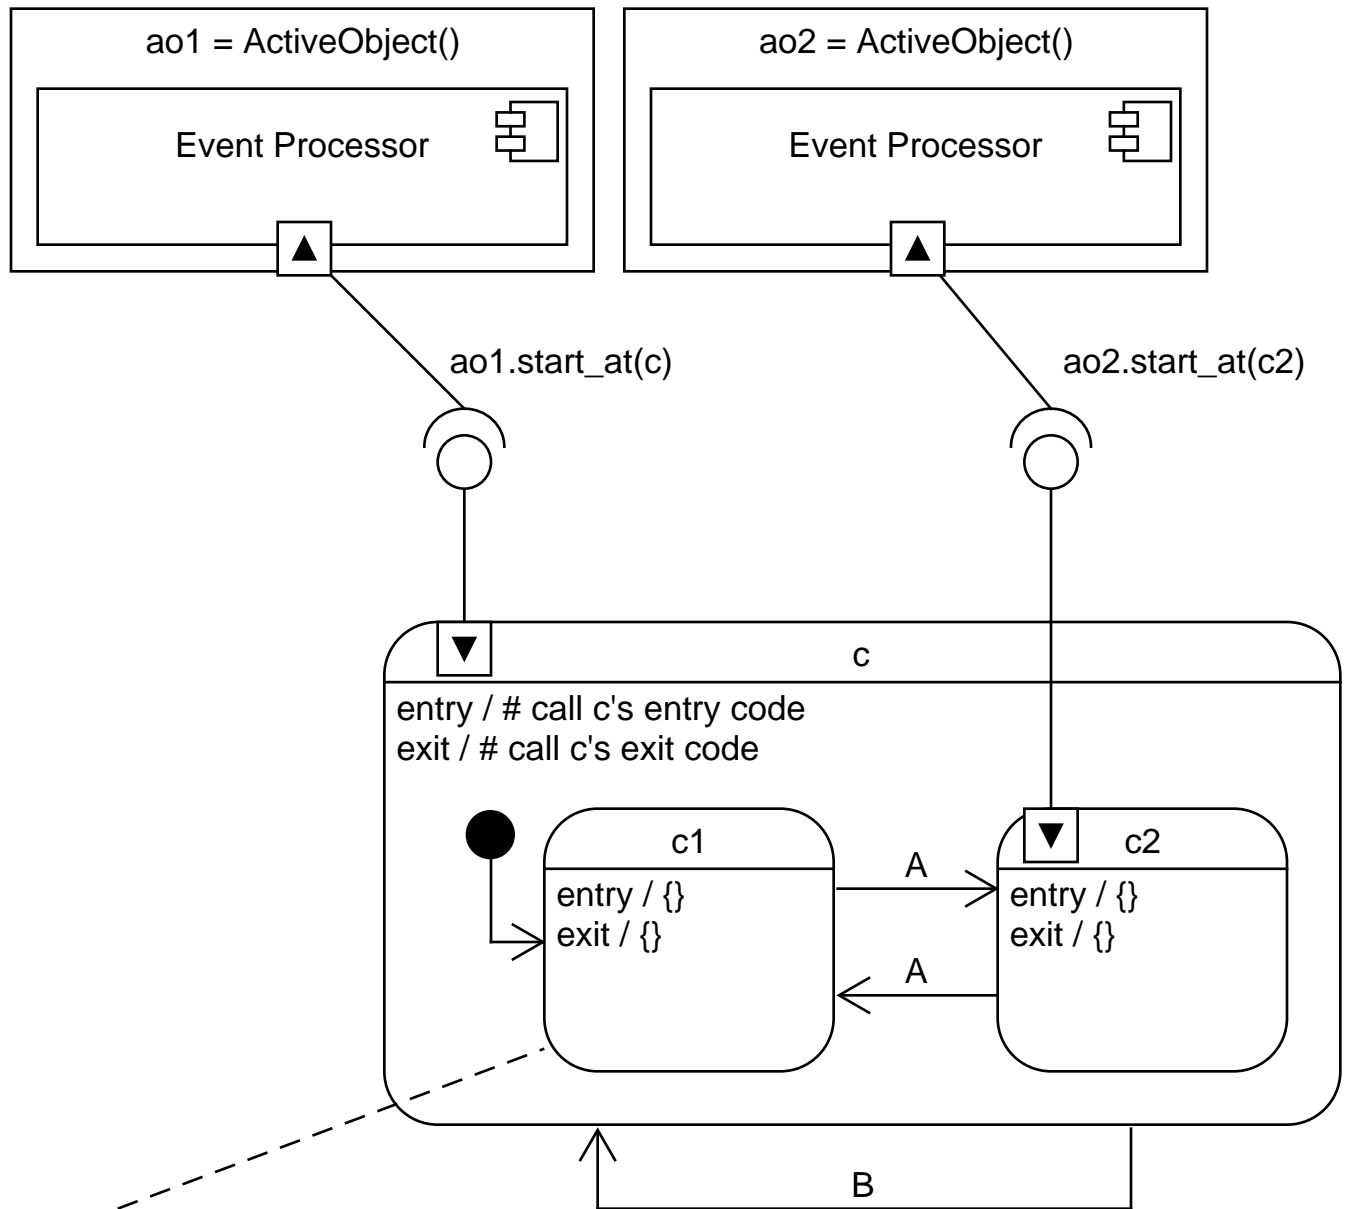 ao1 = ActiveObject()
ao2 = ActiveObject()
Event Processor
Event Processor
ao1.start_at(c)
ao2.start_at(c2)
c
entry / # call c's entry code
exit / # call c's exit code
c1
entry / {}
exit / {}
A
A
c2
entry / {}
exit / {}
B